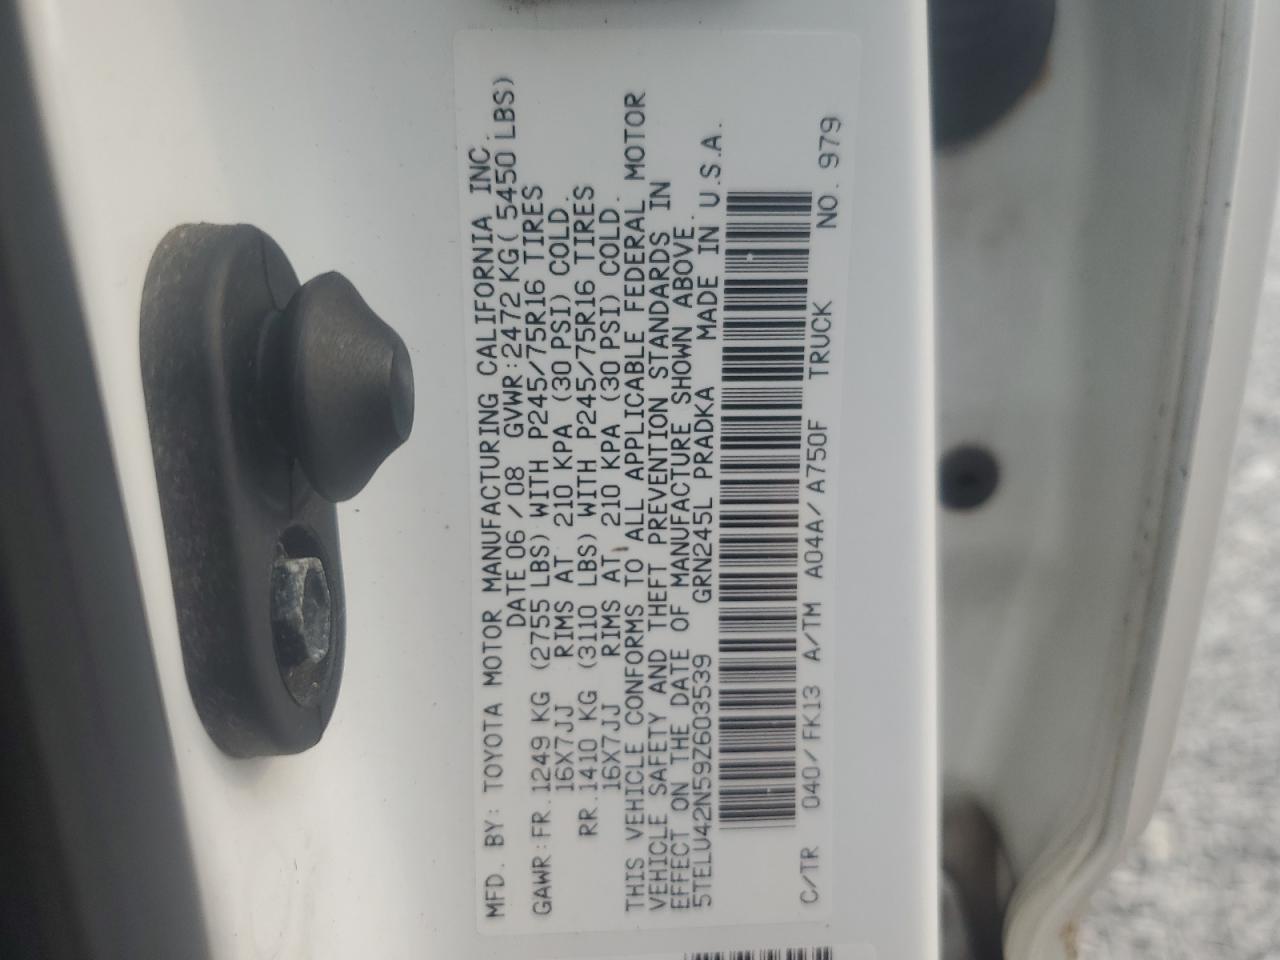 MFD. BY: TOYOTA MOTOR MANUFACTURING CALIFORNIA INC.
DATE 06/08 GVWR:2472KG(5450LBS)
GAWR:FR.1249 KG (2755 LBS) WITH P245/75R16 TIRES
16X7JJ RIMS AT 210 KPA (30 PSI) COLD.
RR.1410 KG (3110 LBS) WITH P245/75R16 TIRES
16X7JJ RIMS AT 210 KPA (30 PSI) COLD.
THIS VEHICLE CONFORMS TO ALL APPLICABLE FEDERAL MOTOR
VEHICLE SAFETY AND THEFT PREVENTION STANDARDS IN
EFFECT ON THE DATE OF MANUFACTURE SHOWN ABOVE.
5TELU42N59Z603539 GRN245L PRADKA MADE IN U.S.A.
C/TR 040/FK13 A/TM A04A/A750F TRUCK NO. 979